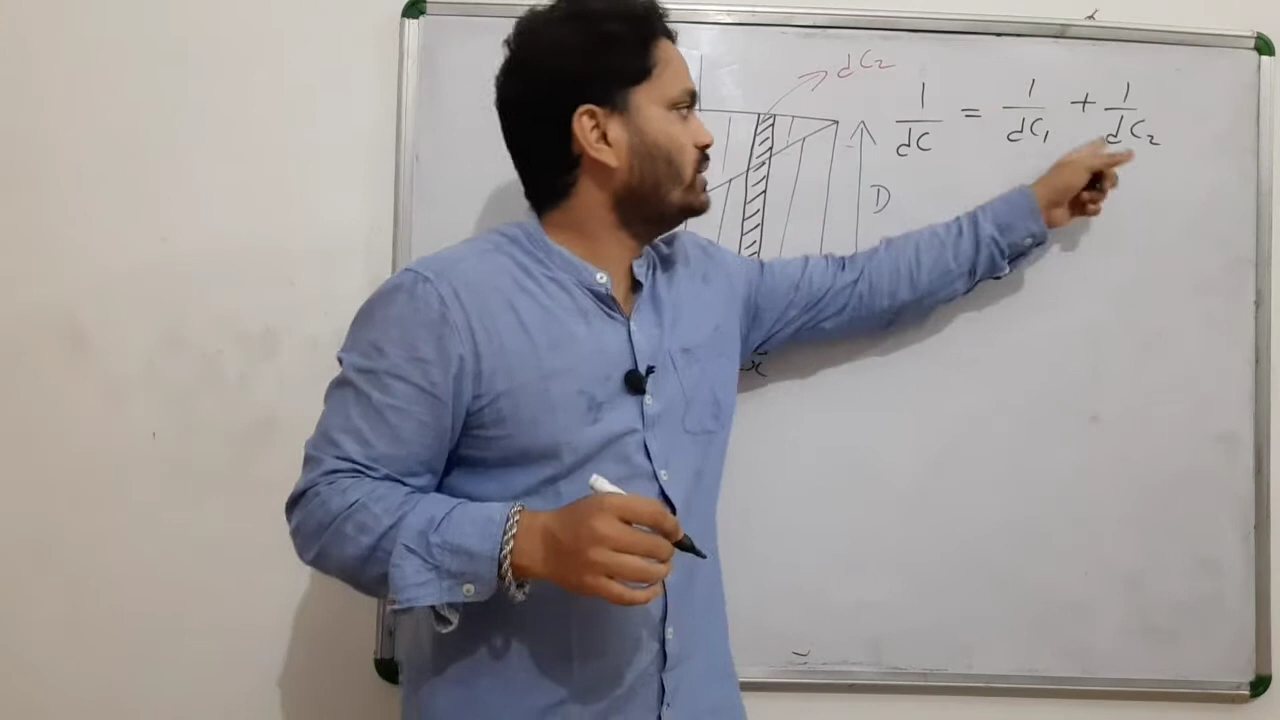 dC₂
1/dC = 1/dC₁ + 1/dC₂
D
x